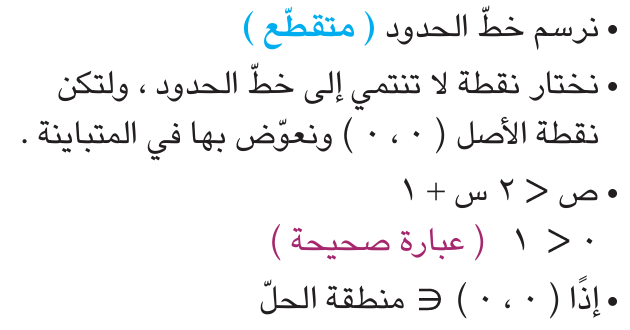 • نرسم خطّ الحدود ( متقطّع )
• نختار نقطة لا تنتمي إلى خطّ الحدود ، ولتكن
نقطة الأصل ( ٠ ، ٠ ) ونعوّض بها في المتباينة .
• ص < ٢ س + ١
٠ < ١ ( عبارة صحيحة )
• إذًا ( ٠ ، ٠ ) ∈ منطقة الحلّ